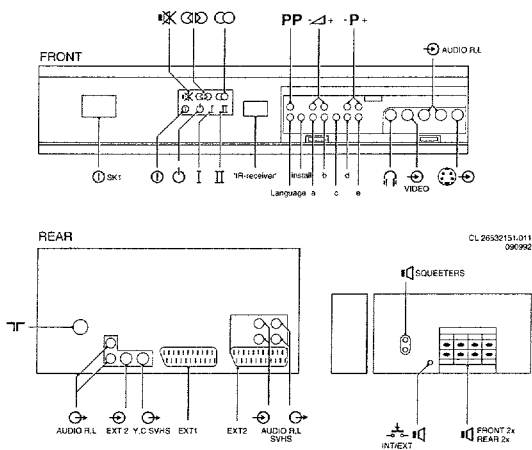 PP - + - P +
FRONT
AUDIO R.L
SK1
I II
'IR-receiver'
install b d
Language a c e
VIDEO
REAR
CL 26532151-011
090992
SQUEETERS
AUDIO R.L EXT 2 Y,C SVHS EXT1 EXT2 AUDIO R.L
SVHS
INT/EXT
FRONT 2x
REAR 2x